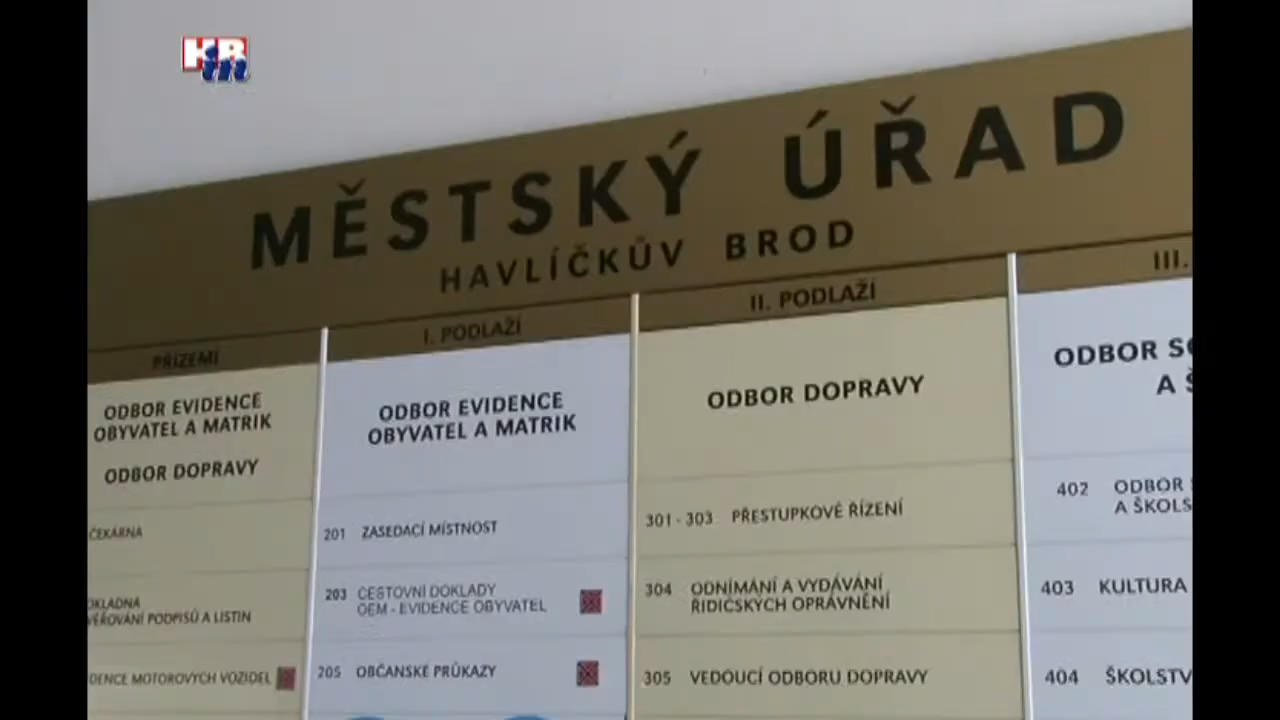 KR
in
MĚSTSKÝ ÚŘAD
HAVLÍČKŮV BROD
PŘÍZEMÍ
ODBOR EVIDENCE
OBYVATEL A MATRIK
ODBOR DOPRAVY
ČEKÁRNA
OVĚŘOVÁNÍ PODPISŮ A LISTIN
MOTOROVÝCH VOZIDEL
I. PODLAŽÍ
ODBOR EVIDENCE
OBYVATEL A MATRIK
201 ZASEDACÍ MÍSTNOST
203 CESTOVNÍ DOKLADY
OEM - EVIDENCE OBYVATEL
205 OBČANSKÉ PRŮKAZY
II. PODLAŽÍ
ODBOR DOPRAVY
301 - 303 PŘESTUPKOVÉ ŘÍZENÍ
304 ODNÍMÁNÍ A VYDÁVÁNÍ
ŘIDIČSKÝCH OPRÁVNĚNÍ
305 VEDOUCÍ ODBORU DOPRAVY
III.
ODBOR
A
402 ODBOR
A
403 KULTURA
404